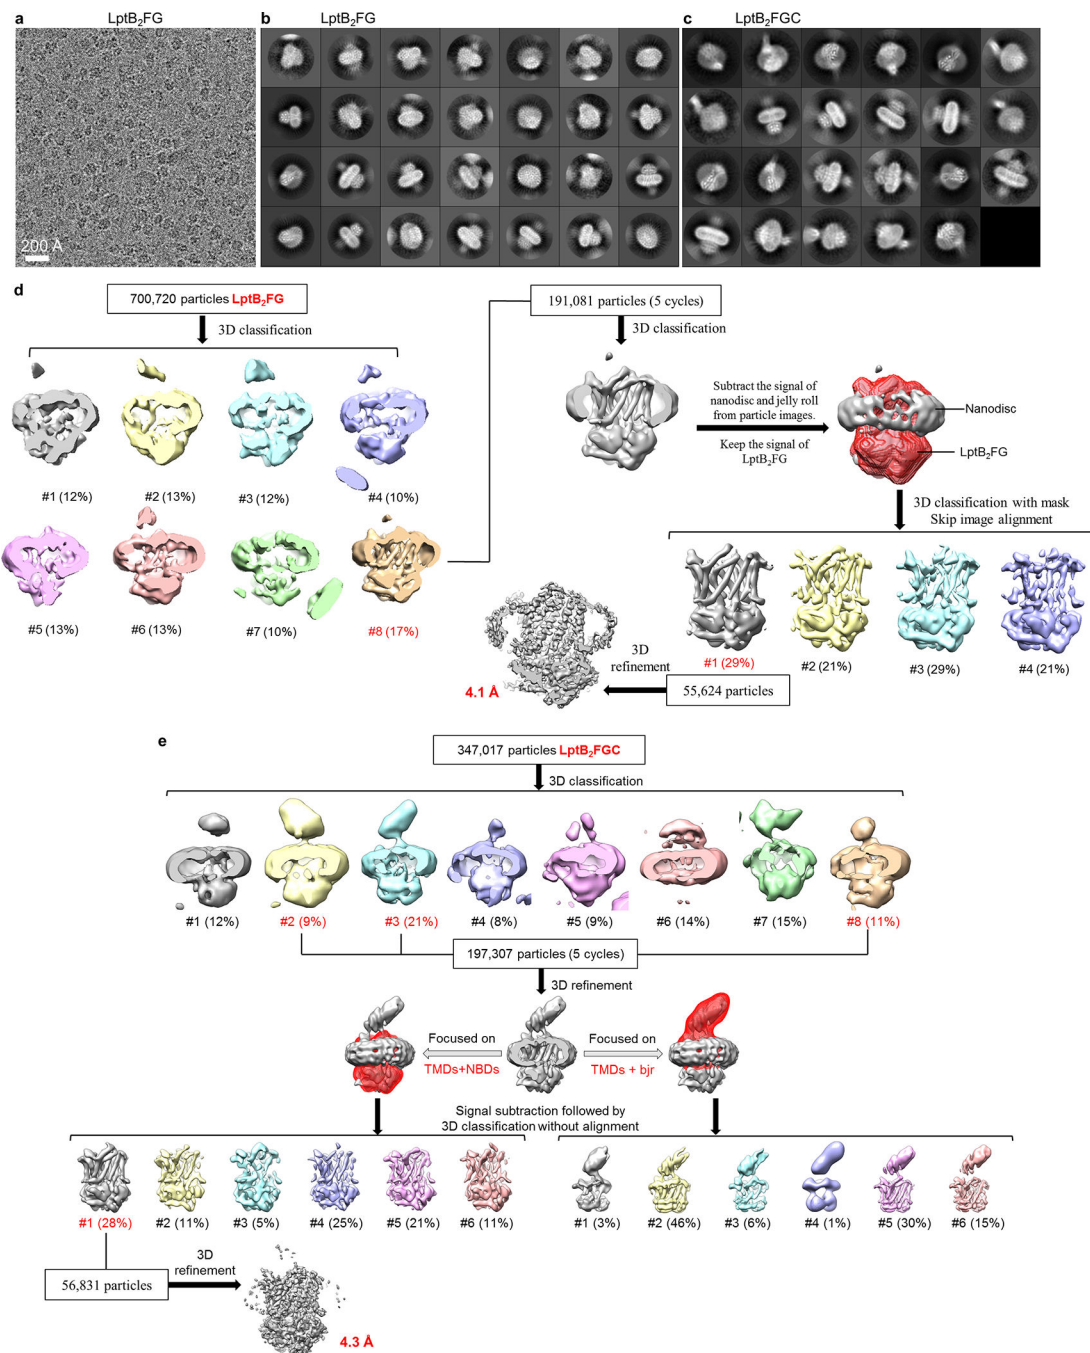 a
LptB₂FG
b
LptB₂FG
c
LptB₂FGC
200 Å
d
700,720 particles LptB₂FG
3D classification
#1 (12%)
#2 (13%)
#3 (12%)
#4 (10%)
#5 (13%)
#6 (13%)
#7 (10%)
#8 (17%)
191,081 particles (5 cycles)
3D classification
Subtract the signal of
nanodisc and jelly roll
from particle images.
Keep the signal of
LptB₂FG
Nanodisc
LptB₂FG
3D classification with mask
Skip image alignment
#1 (29%)
#2 (21%)
#3 (29%)
#4 (21%)
55,624 particles
3D
refinement
4.1 Å
e
347,017 particles LptB₂FGC
3D classification
#1 (12%)
#2 (9%)
#3 (21%)
#4 (8%)
#5 (9%)
#6 (14%)
#7 (15%)
#8 (11%)
197,307 particles (5 cycles)
3D refinement
Focused on
TMDs+NBDs
Focused on
TMDs + bjr
Signal subtraction followed by
3D classification without alignment
#1 (28%)
#2 (11%)
#3 (5%)
#4 (25%)
#5 (21%)
#6 (11%)
#1 (3%)
#2 (46%)
#3 (6%)
#4 (1%)
#5 (30%)
#6 (15%)
56,831 particles
3D
refinement
4.3 Å